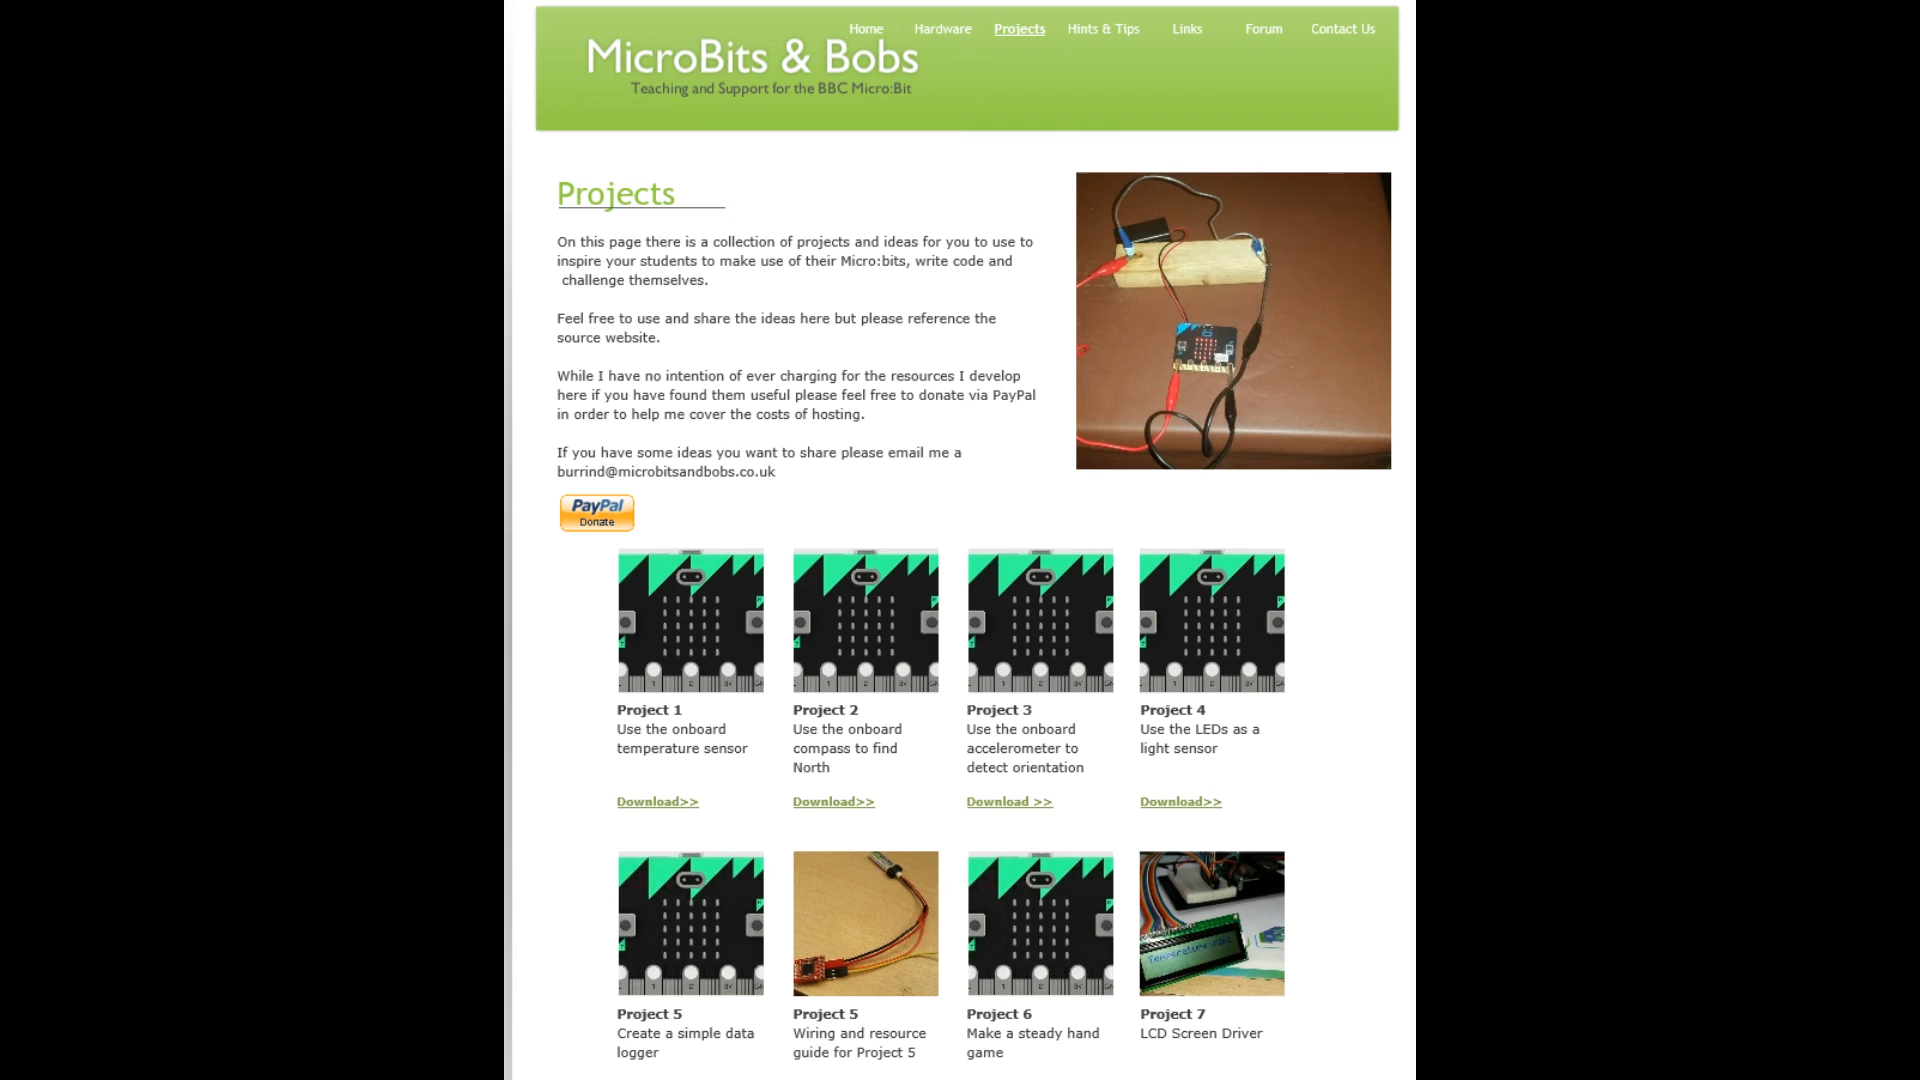 Home Hardware Projects Hints & Tips Links Forum Contact Us
MicroBits & Bobs
Teaching and Support for the BBC Micro:Bit
Projects
On this page there is a collection of projects and ideas for you to use to
inspire your students to make use of their Micro:bits, write code and
challenge themselves.
Feel free to use and share the ideas here but please reference the
source website.
While I have no intention of ever charging for the resources I develop
here if you have found them useful please feel free to donate via PayPal
in order to help me cover the costs of hosting.
If you have some ideas you want to share please email me a
burrind@microbitsandbobs.co.uk
PayPal
Donate
Project 1
Use the onboard
temperature sensor
Download>>
Project 2
Use the onboard
compass to find
North
Download>>
Project 3
Use the onboard
accelerometer to
detect orientation
Download >>
Project 4
Use the LEDs as a
light sensor
Download>>
Project 5
Create a simple data
logger
Project 5
Wiring and resource
guide for Project 5
Project 6
Make a steady hand
game
Temperature
Project 7
LCD Screen Driver